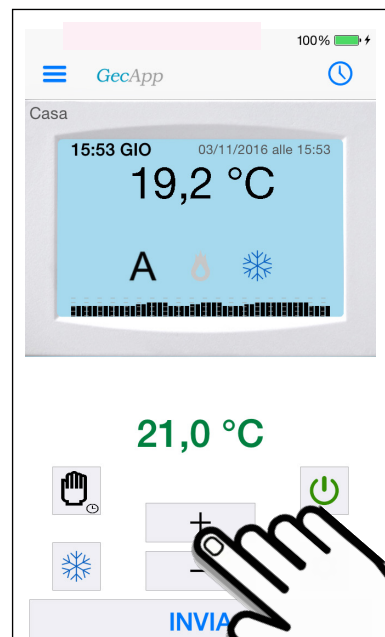 100%
GecApp
Casa
15:53 GIO 03/11/2016 alle 15:53
19,2 °C
A
21,0 °C
+
−
INVIA